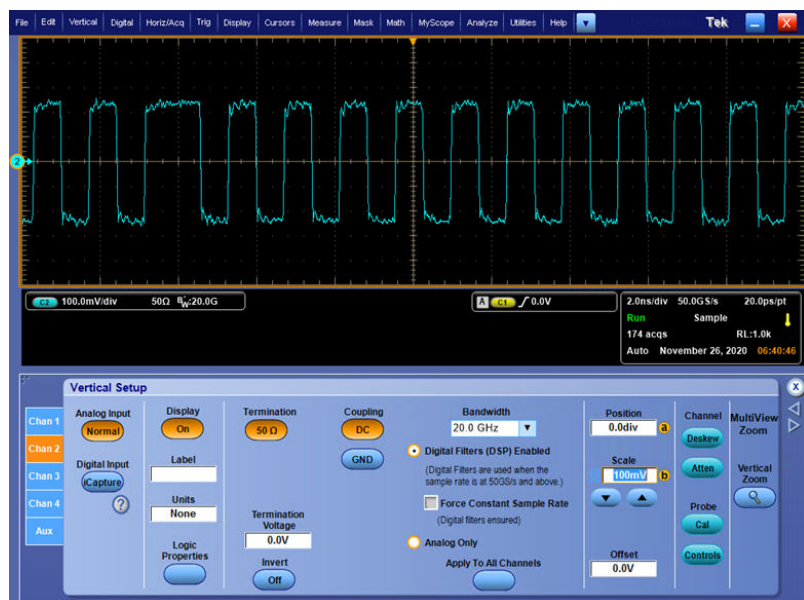 File Edit Vertical Digital Horiz/Acq Trig Display Cursors Measure Mask Math MyScope Analyze Utilities Help Tek X
2
C2 100.0mV/div 50Ω BW:20.0G
A C1 0.0V
2.0ns/div 50.0GS/s 20.0ps/pt
Run Sample
174 acqs RL:1.0k
Auto November 26, 2020 06:40:46
Vertical Setup
X
Chan 1
Chan 2
Chan 3
Chan 4
Aux
Analog Input
Normal
Digital Input
iCapture
?
Display
On
Label
Units
None
Logic
Properties
Termination
50 Ω
Termination
Voltage
0.0V
Invert
Off
Coupling
DC
GND
Bandwidth
20.0 GHz
Digital Filters (DSP) Enabled
(Digital Filters are used when the
sample rate is at 50GS/s and above.)
Force Constant Sample Rate
(Digital filters ensured)
Analog Only
Apply To All Channels
Position
0.0div a
Scale
100mV b
Offset
0.0V
Channel
Deskew
Atten
Probe
Cal
Controls
MultiView
Zoom
Vertical
Zoom